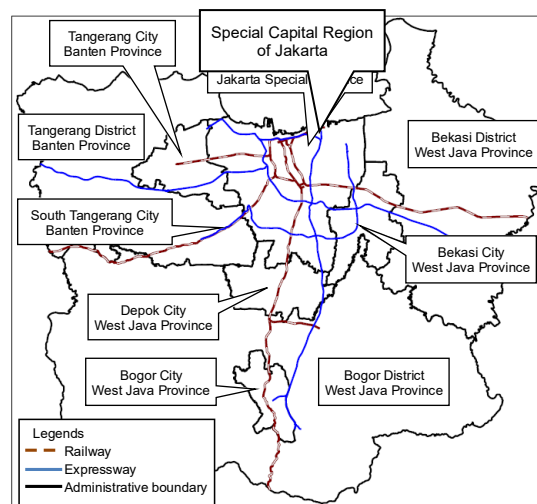 Tangerang City
Banten Province
Special Capital Region
of Jakarta
Jakarta Special
ce
Tangerang District
Banten Province
Bekasi District
West Java Province
South Tangerang City
Banten Province
Bekasi City
West Java Province
Depok City
West Java Province
Bogor City
West Java Province
Bogor District
West Java Province
Legends
Railway
Expressway
Administrative boundary